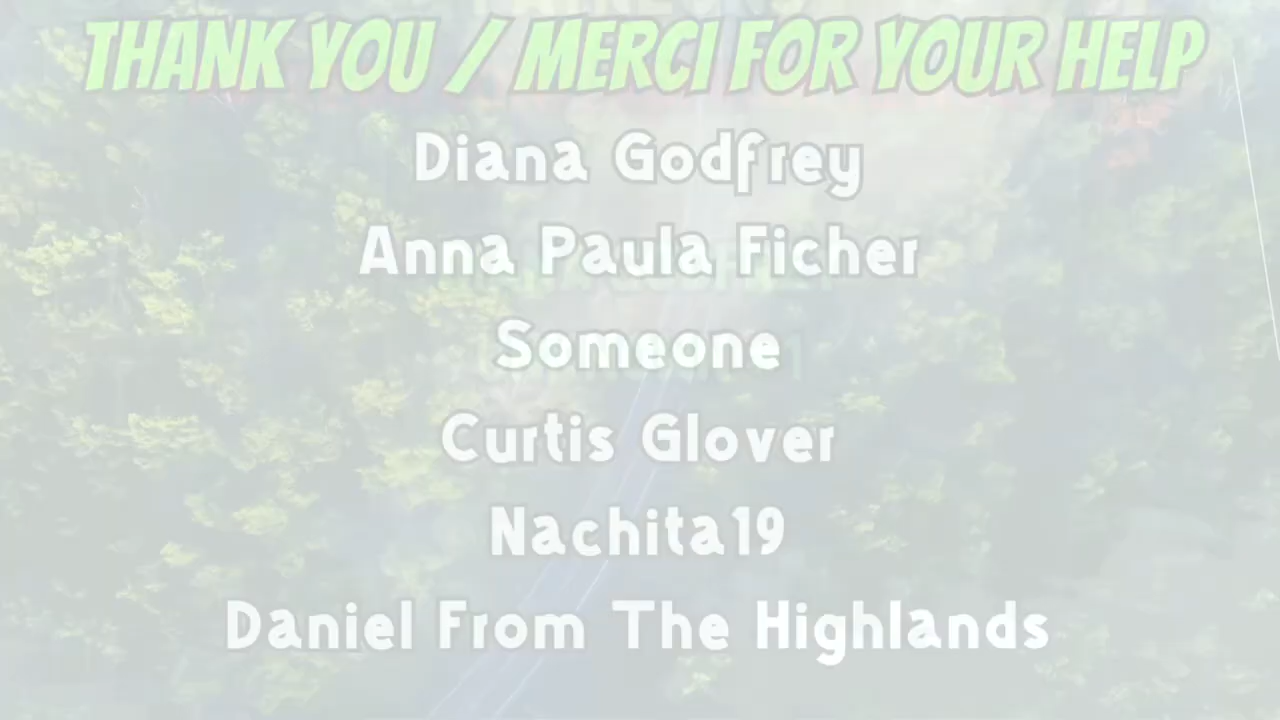 THANK YOU / MERCI FOR YOUR HELP
Diana Godfrey
Anna Paula Ficher
Someone
Curtis Glover
Nachita19
Daniel From The Highlands